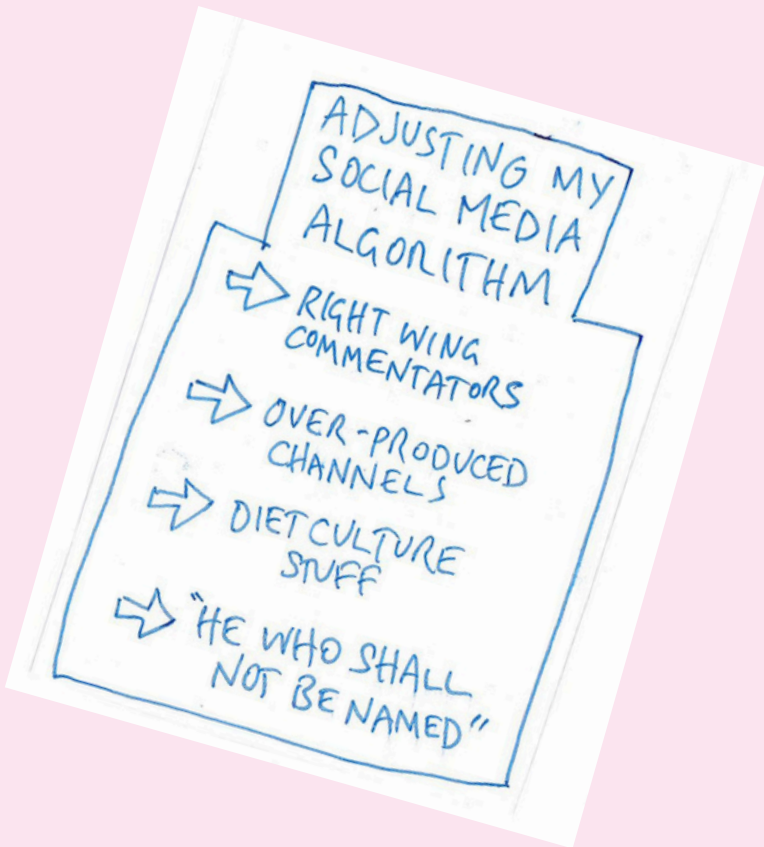 ADJUSTING MY
SOCIAL MEDIA
ALGORITHM
RIGHT WING
COMMENTATORS
OVER-PRODUCED
CHANNELS
DIET CULTURE
STUFF
"HE WHO SHALL
NOT BE NAMED"